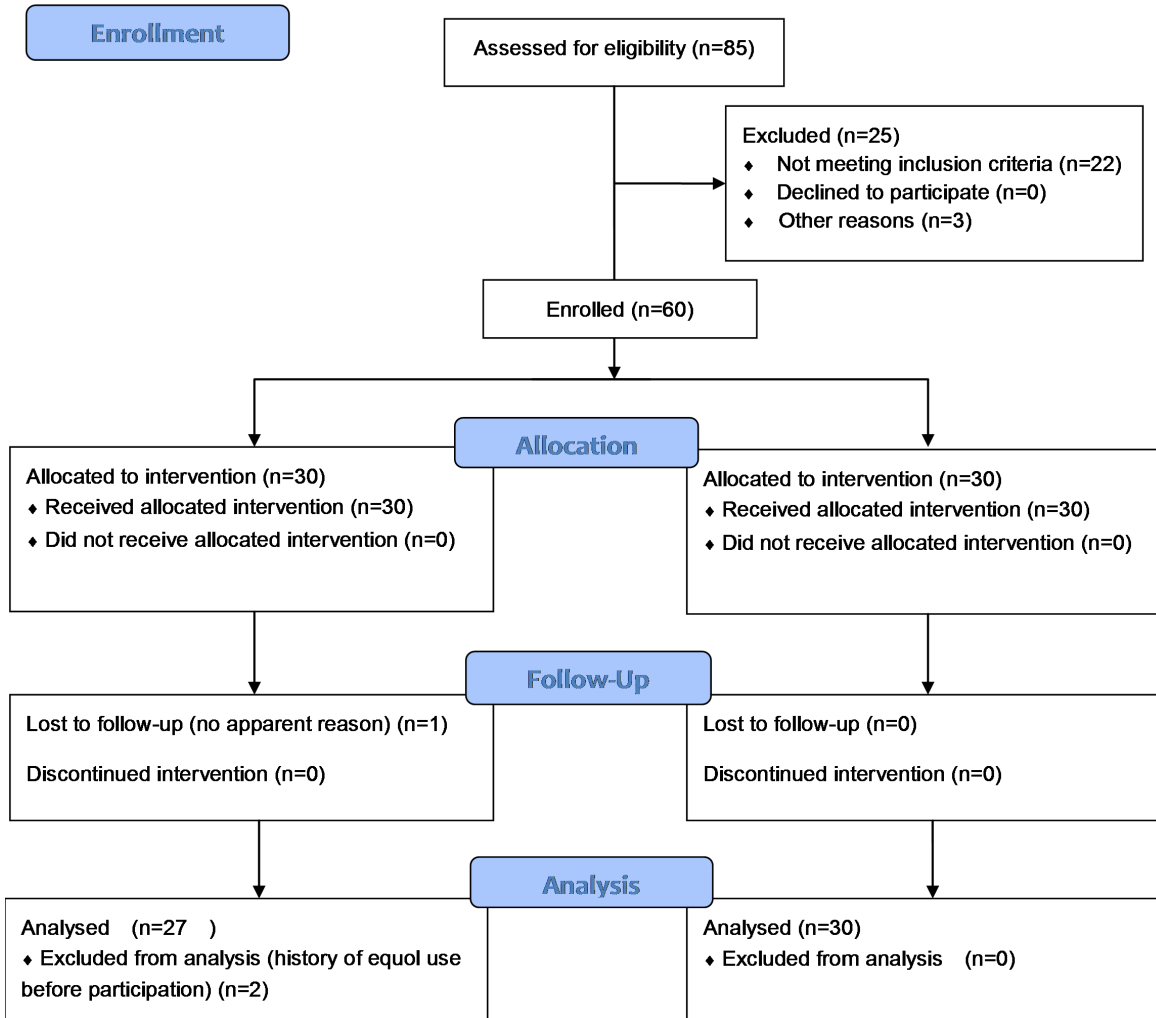 Enrollment
Assessed for eligibility (n=85)
Excluded (n=25)
♦ Not meeting inclusion criteria (n=22)
♦ Declined to participate (n=0)
♦ Other reasons (n=3)
Enrolled (n=60)
Allocation
Allocated to intervention (n=30)
♦ Received allocated intervention (n=30)
♦ Did not receive allocated intervention (n=0)
Allocated to intervention (n=30)
♦ Received allocated intervention (n=30)
♦ Did not receive allocated intervention (n=0)
Follow-Up
Lost to follow-up (no apparent reason) (n=1)
Discontinued intervention (n=0)
Lost to follow-up (n=0)
Discontinued intervention (n=0)
Analysis
Analysed (n=27 )
♦ Excluded from analysis (history of equol use
before participation) (n=2)
Analysed (n=30)
♦ Excluded from analysis (n=0)